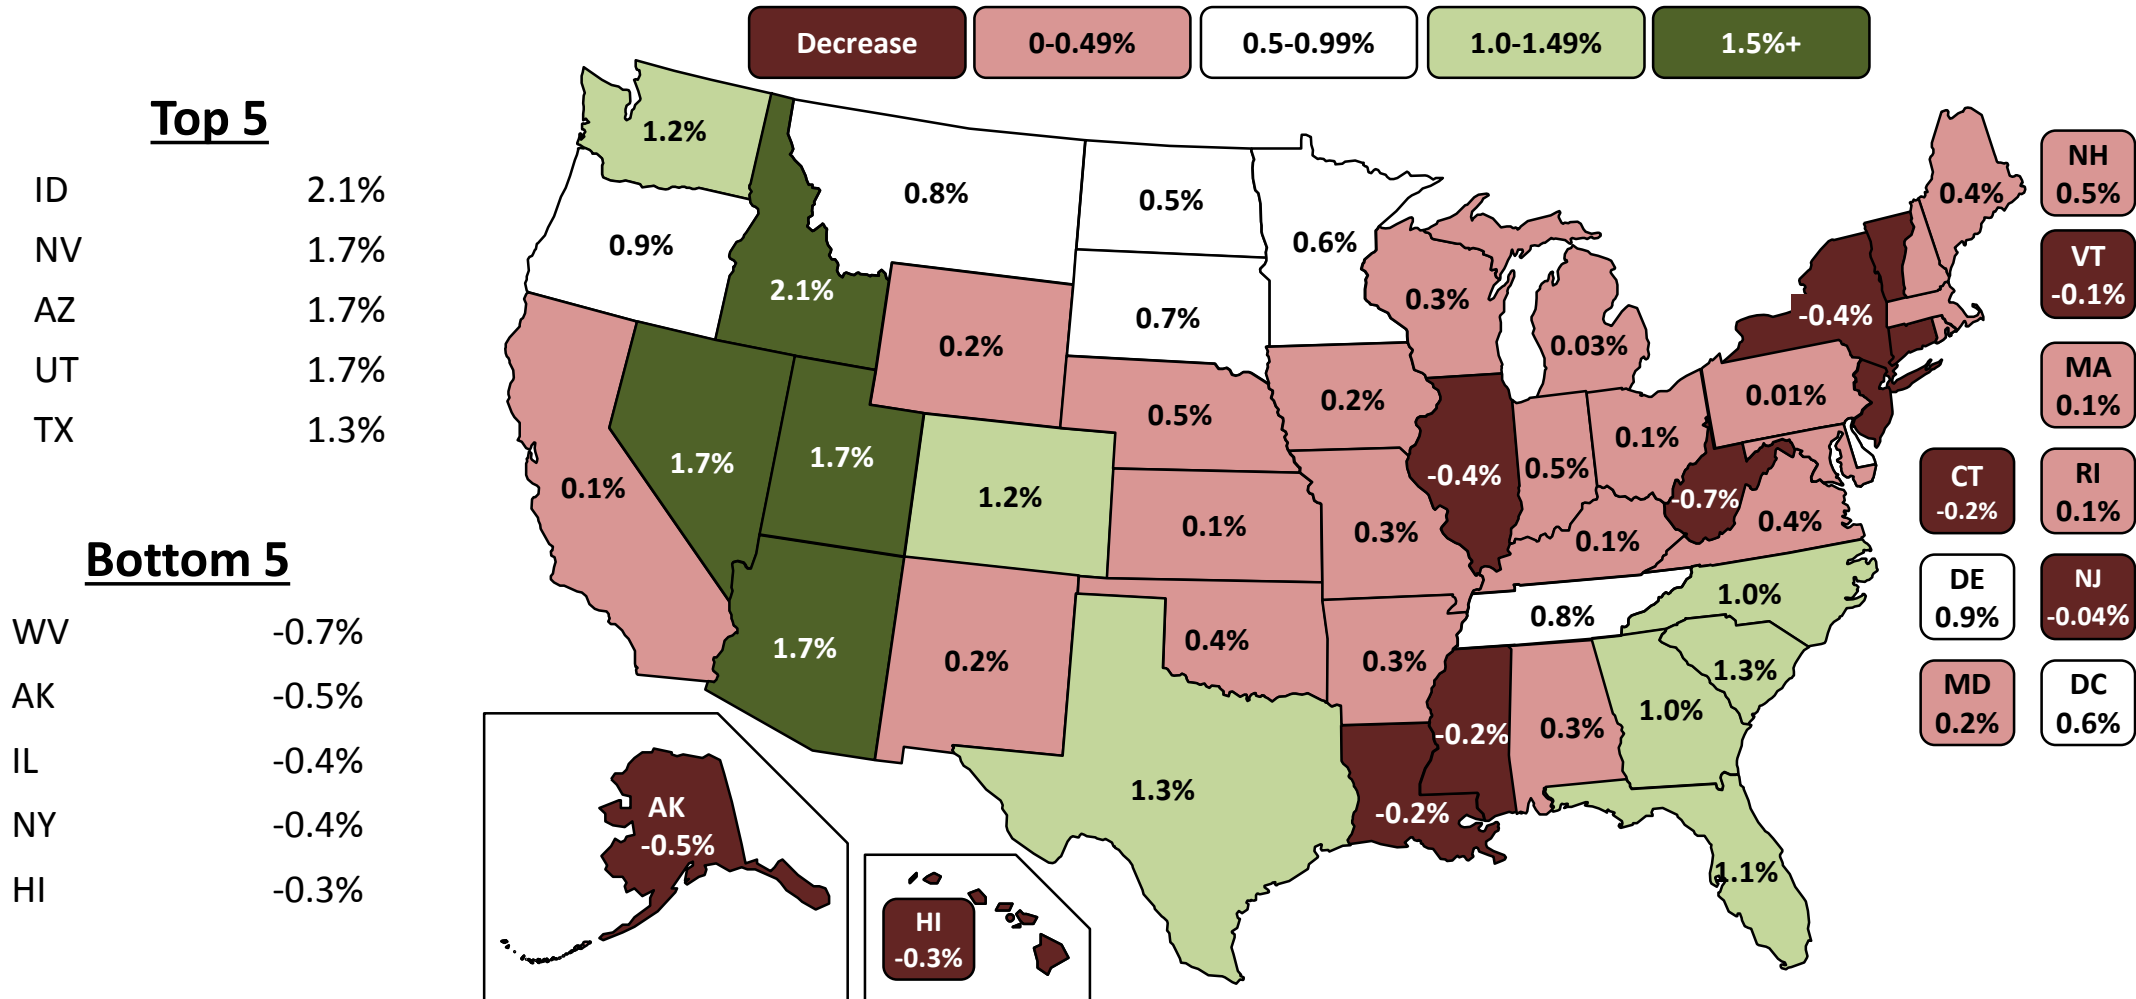 Decrease
0-0.49%
0.5-0.99%
1.0-1.49%
1.5%+
Top 5
ID 2.1%
NV 1.7%
AZ 1.7%
UT 1.7%
TX 1.3%
Bottom 5
WV -0.7%
AK -0.5%
IL -0.4%
NY -0.4%
HI -0.3%
1.2%
0.9%
0.8%
0.5%
0.6%
2.1%
0.7%
0.2%
0.3%
0.03%
0.4%
-0.4%
0.01%
0.1%
1.7%
1.7%
1.2%
0.5%
0.2%
-0.4%
0.5%
0.1%
-0.7%
0.4%
0.1%
0.3%
0.1%
1.7%
0.2%
0.4%
0.3%
0.8%
1.0%
1.3%
1.0%
0.3%
-0.2%
-0.2%
1.3%
1.1%
AK
-0.5%
HI
-0.3%
NH
0.5%
VT
-0.1%
MA
0.1%
CT
-0.2%
RI
0.1%
DE
0.9%
NJ
-0.04%
MD
0.2%
DC
0.6%